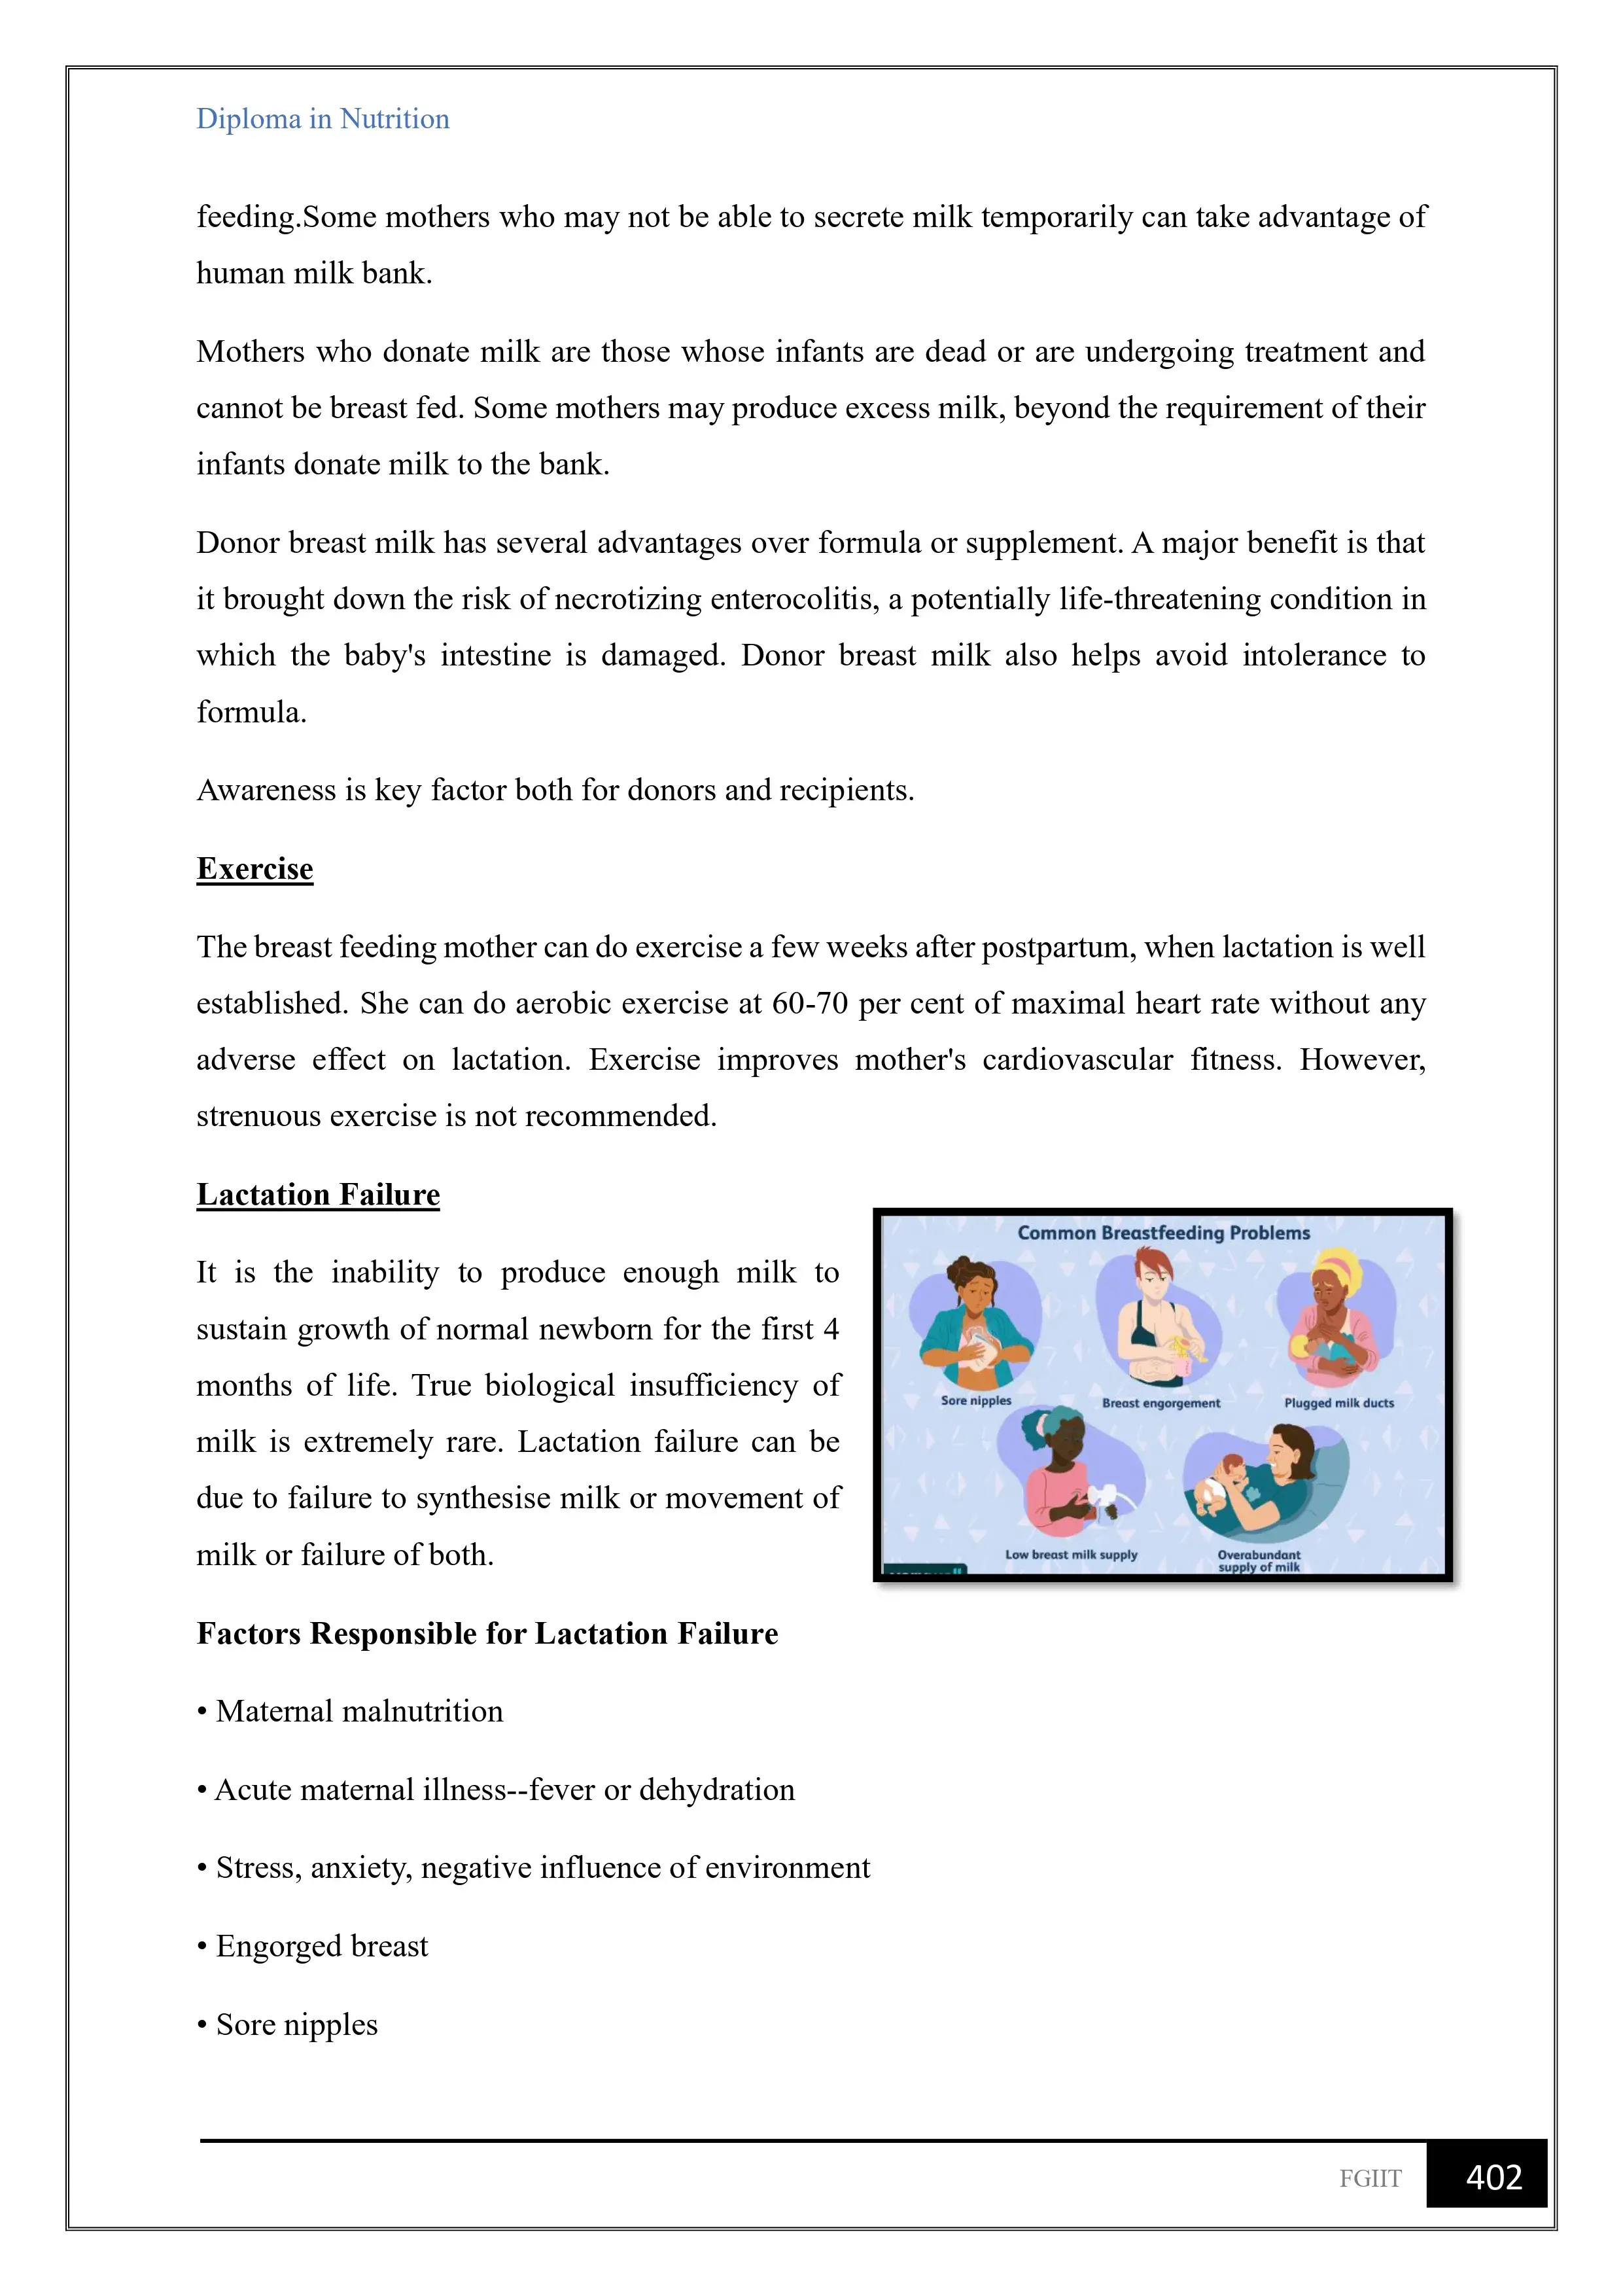 Diploma in Nutrition
feeding.Some mothers who may not be able to secrete milk temporarily can take advantage of
human milk bank.
Mothers who donate milk are those whose infants are dead or are undergoing treatment and
cannot be breast fed. Some mothers may produce excess milk, beyond the requirement of their
infants donate milk to the bank.
Donor breast milk has several advantages over formula or supplement. A major benefit is that
it brought down the risk of necrotizing enterocolitis, a potentially life-threatening condition in
which the baby's intestine is damaged. Donor breast milk also helps avoid intolerance to
formula.
Awareness is key factor both for donors and recipients.
Exercise
The breast feeding mother can do exercise a few weeks after postpartum, when lactation is well
established. She can do aerobic exercise at 60-70 per cent of maximal heart rate without any
adverse effect on lactation. Exercise improves mother's cardiovascular fitness. However,
strenuous exercise is not recommended.
Lactation Failure
It is the inability to produce enough milk to
sustain growth of normal newborn for the first 4
months of life. True biological insufficiency of
milk is extremely rare. Lactation failure can be
due to failure to synthesise milk or movement of
milk or failure of both.
Common Breastfeeding Problems
Sore nipples
Breast engorgement
Plugged milk ducts
Low breast milk supply
Overabundant
supply of milk
Factors Responsible for Lactation Failure
• Maternal malnutrition
• Acute maternal illness--fever or dehydration
• Stress, anxiety, negative influence of environment
• Engorged breast
• Sore nipples
FGIIT
402